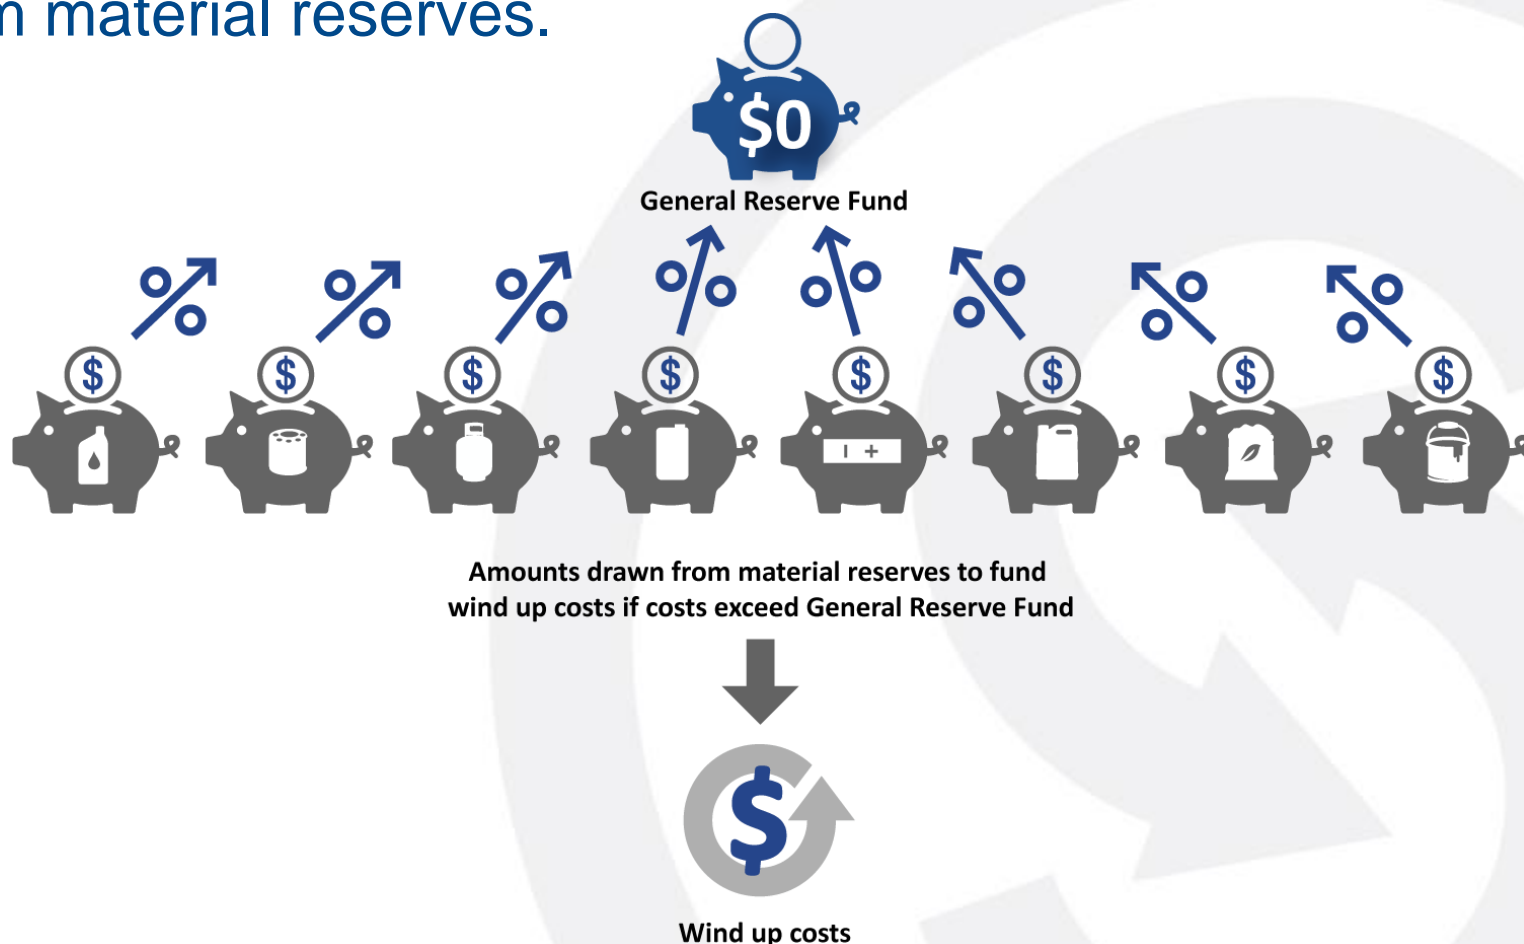 m material reserves.
$0
General Reserve Fund
% % % % % % % %
$ $ $ $ $ $ $ $
I +
Amounts drawn from material reserves to fund
wind up costs if costs exceed General Reserve Fund
$
Wind up costs